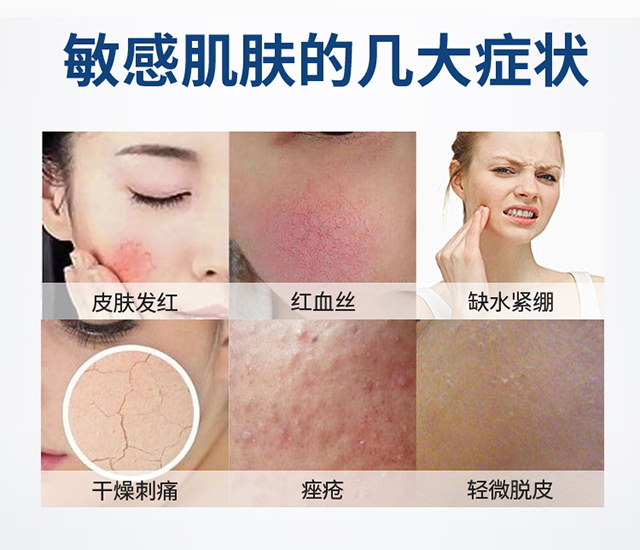 敏感肌肤的几大症状
皮肤发红
红血丝
缺水紧绷
干燥刺痛
痤疮
轻微脱皮